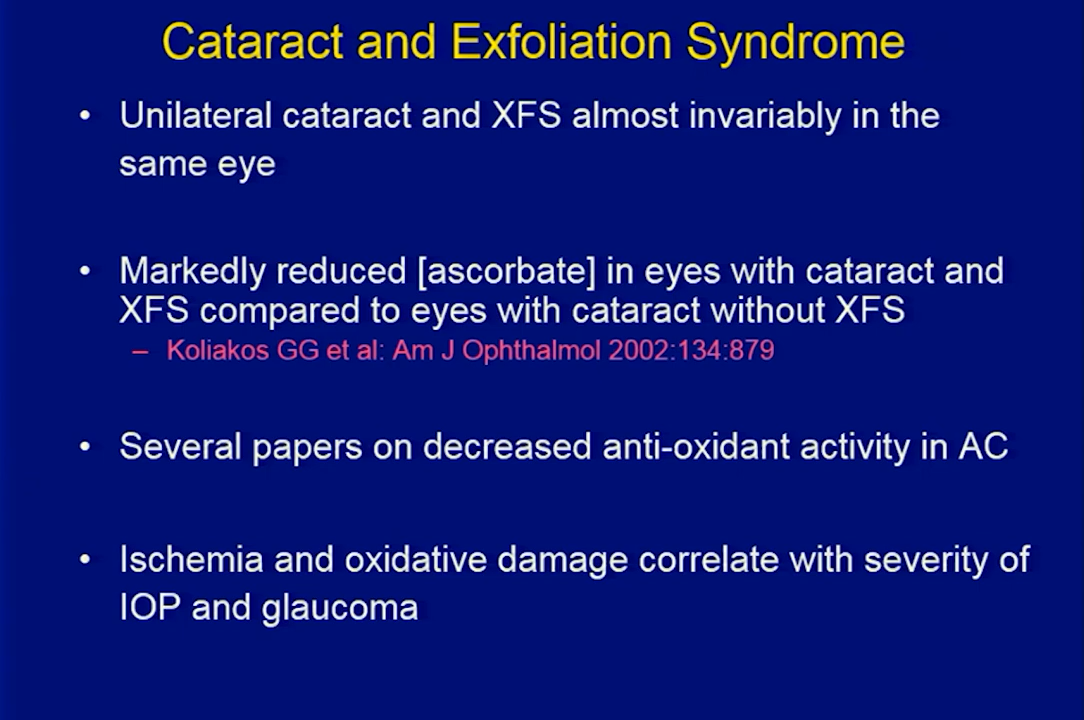 Cataract and Exfoliation Syndrome
• Unilateral cataract and XFS almost invariably in the
same eye
• Markedly reduced [ascorbate] in eyes with cataract and
XFS compared to eyes with cataract without XFS
– Koliakos GG et al: Am J Ophthalmol 2002:134:879
• Several papers on decreased anti-oxidant activity in AC
• Ischemia and oxidative damage correlate with severity of
IOP and glaucoma